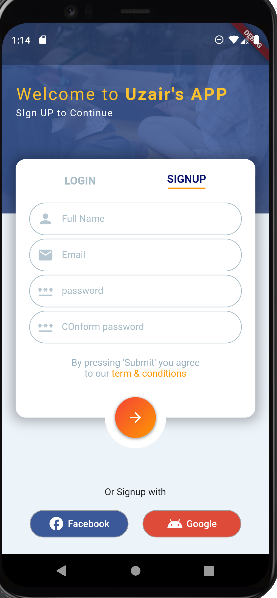 1:14
DEBUG
Welcome to Uzair's APP
SIgn UP to Continue
LOGIN
SIGNUP
Full Name
Email
password
COnform password
By pressing 'Submit' you agree
to our term & conditions
Or Signup with
Facebook
Google